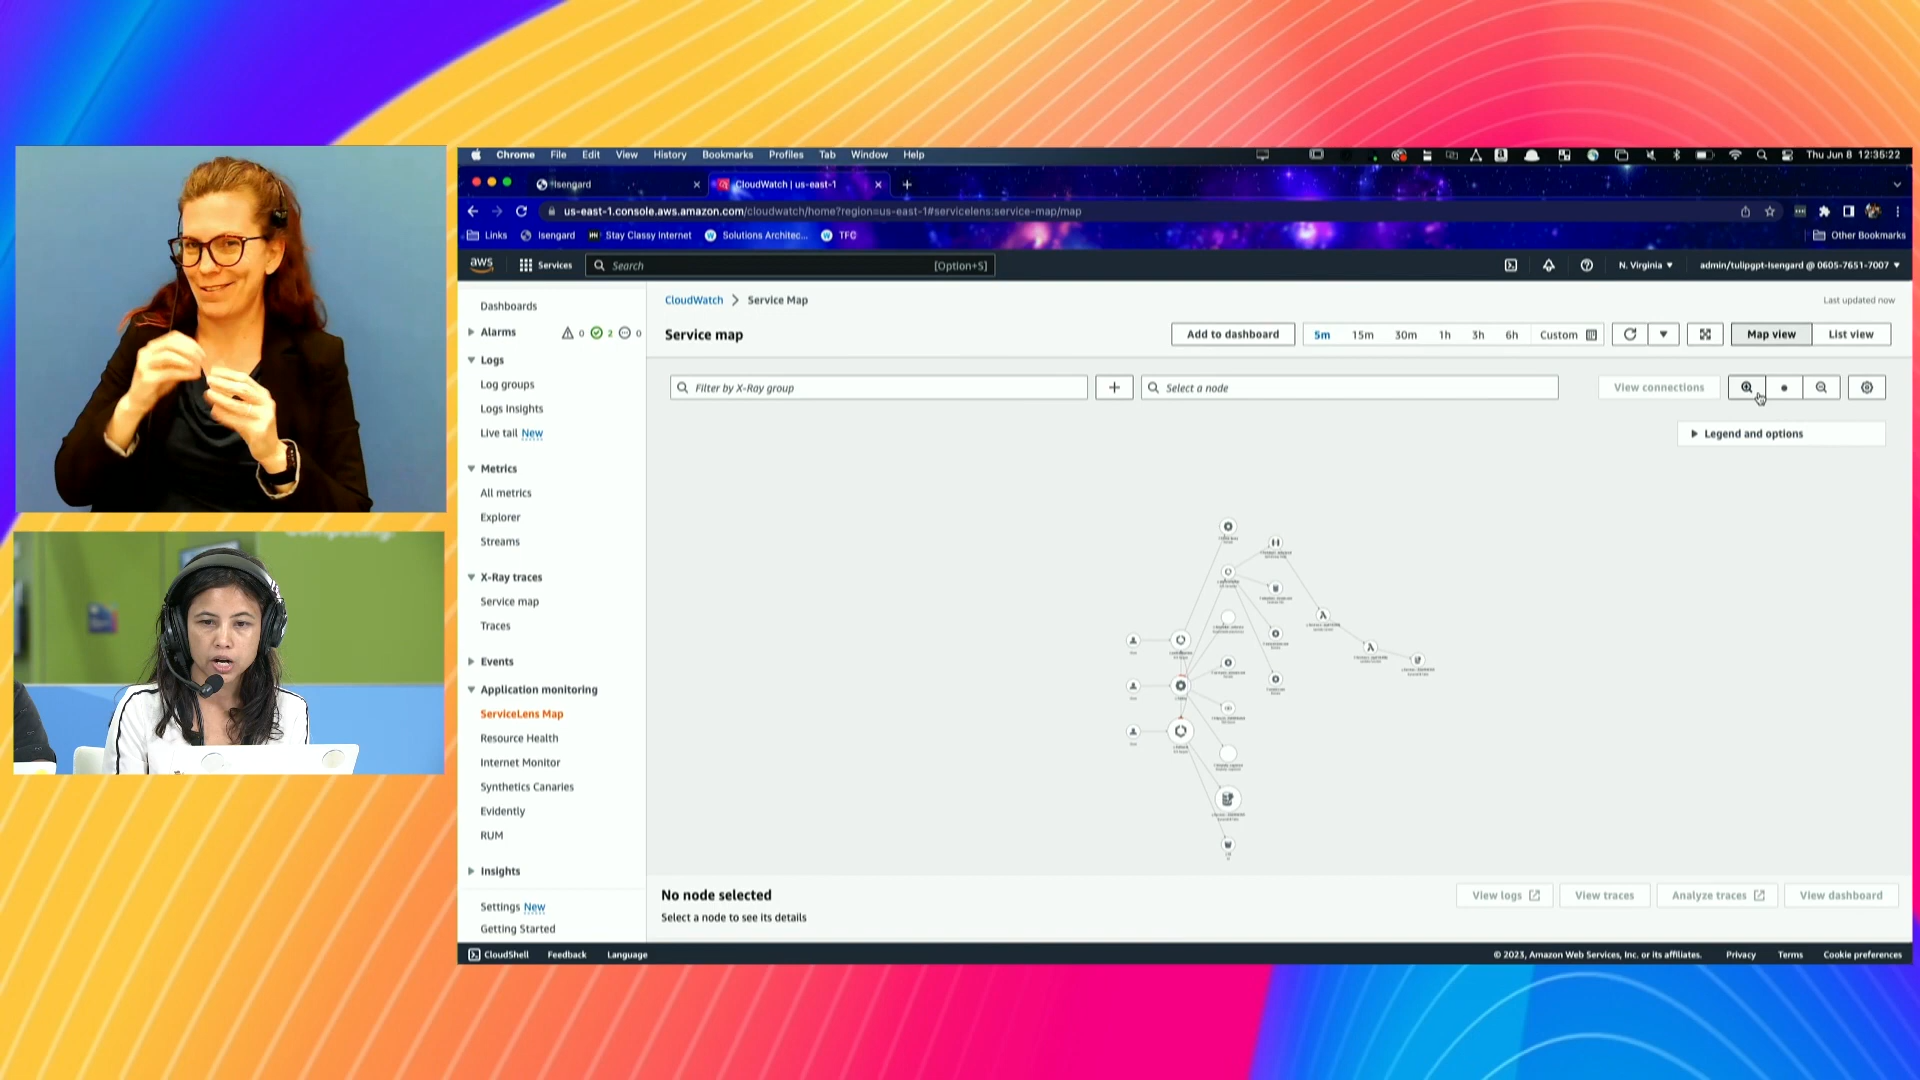 Computing.
Chrome File Edit View History Bookmarks Profiles Tab Window Help
Thu Jun 8 12:35:22
Isengard
CloudWatch | us-east-1
us-east-1.console.aws.amazon.com/cloudwatch/home?region=us-east-1#servicelens:service-map/map
Links Isengard Stay Classy Internet Solutions Architec... TFC Other Bookmarks
aws Services Search [Option+S] N. Virginia admin/tulipgpt-Isengard @ 0605-7651-7007
Dashboards
Alarms 0 2 0
Logs
Log groups
Logs Insights
Live tail New
Metrics
All metrics
Explorer
Streams
X-Ray traces
Service map
Traces
Events
Application monitoring
ServiceLens Map
Resource Health
Internet Monitor
Synthetics Canaries
Evidently
RUM
Insights
Settings New
Getting Started
CloudWatch > Service Map
Last updated now
Service map
Add to dashboard 5m 15m 30m 1h 3h 6h Custom Map view List view
Filter by X-Ray group
Select a node
View connections
Legend and options
No node selected
Select a node to see its details
View logs View traces Analyze traces View dashboard
CloudShell Feedback Language
© 2023, Amazon Web Services, Inc. or its affiliates. Privacy Terms Cookie preferences